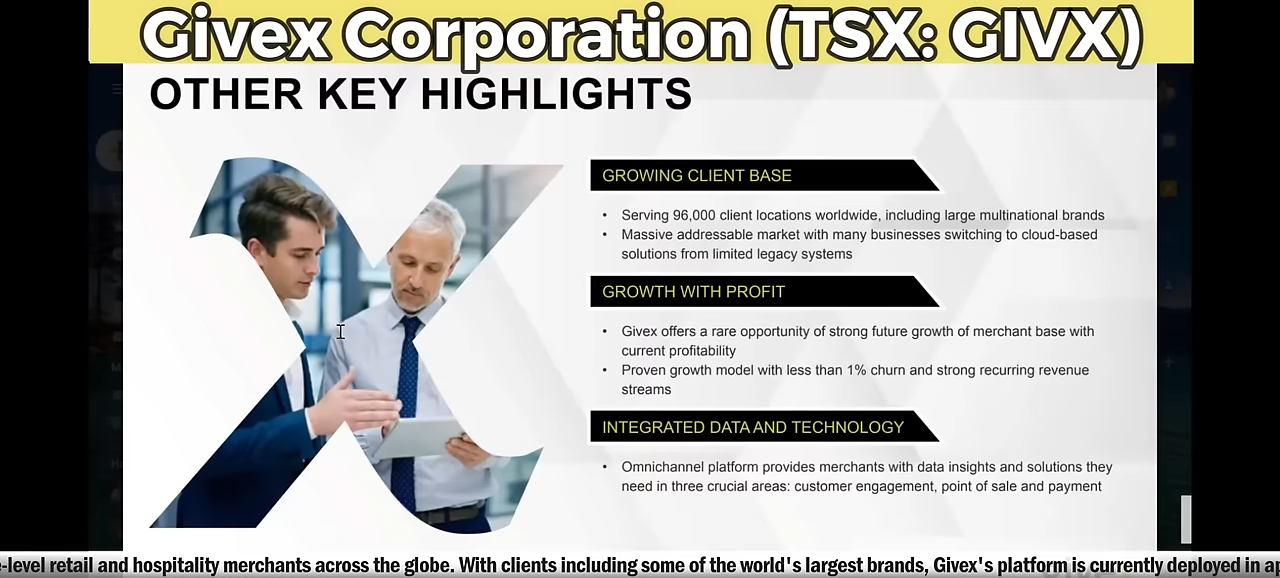 Givex Corporation (TSX: GIVX)
OTHER KEY HIGHLIGHTS
GROWING CLIENT BASE
• Serving 96,000 client locations worldwide, including large multinational brands
• Massive addressable market with many businesses switching to cloud-based
solutions from limited legacy systems
GROWTH WITH PROFIT
• Givex offers a rare opportunity of strong future growth of merchant base with
current profitability
• Proven growth model with less than 1% churn and strong recurring revenue
streams
INTEGRATED DATA AND TECHNOLOGY
• Omnichannel platform provides merchants with data insights and solutions they
need in three crucial areas: customer engagement, point of sale and payment
-level retail and hospitality merchants across the globe. With clients including some of the world's largest brands, Givex's platform is currently deployed in